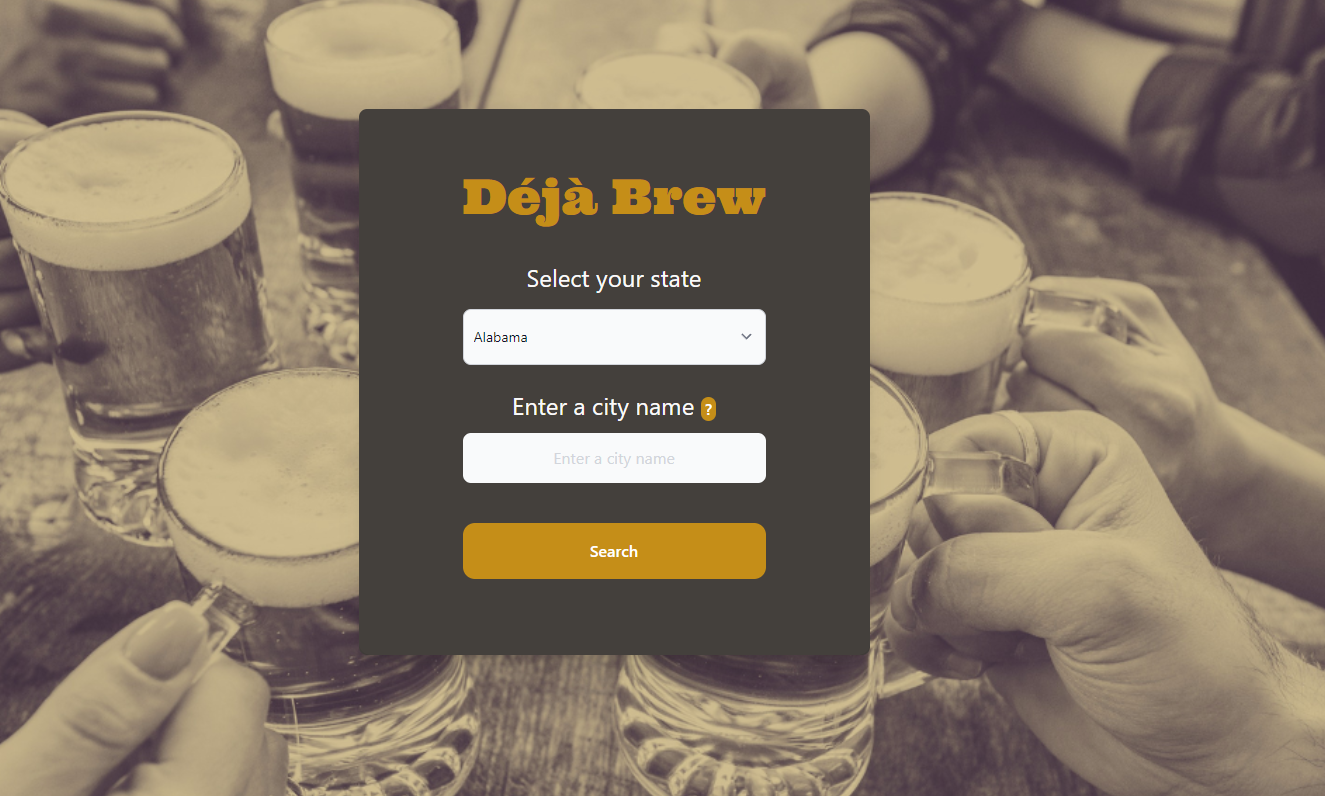 Déjà Brew
Select your state
Alabama
Enter a city name ?
Enter a city name
Search